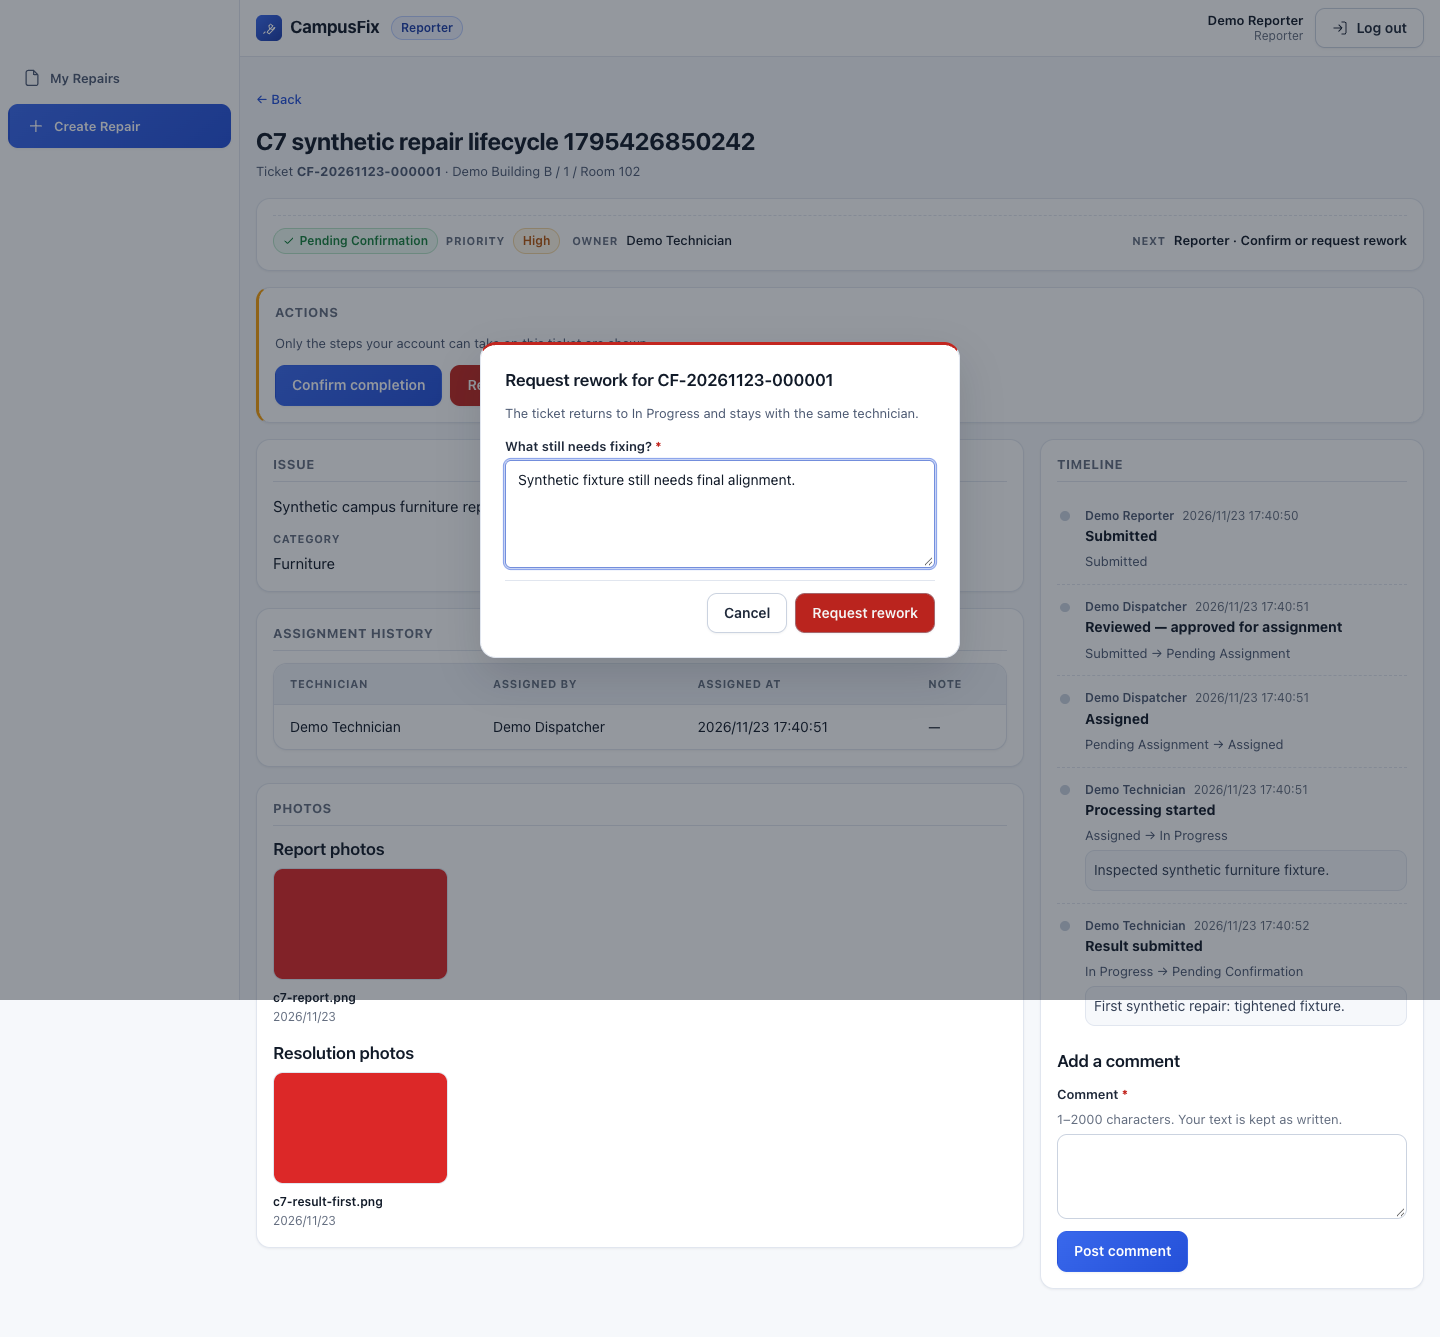 CampusFix
Reporter
Demo Reporter
Reporter
Log out
My Repairs
Create Repair
← Back
C7 synthetic repair lifecycle 1795426850242
Ticket CF-20261123-000001 · Demo Building B / 1 / Room 102
Pending Confirmation PRIORITY High OWNER Demo Technician
NEXT Reporter · Confirm or request rework
ACTIONS
Only the steps your account can take on this ticket are shown.
Confirm completion
Request rework for CF-20261123-000001
The ticket returns to In Progress and stays with the same technician.
What still needs fixing? *
Synthetic fixture still needs final alignment.
Cancel
Request rework
ISSUE
Synthetic campus furniture
CATEGORY
Furniture
ASSIGNMENT HISTORY
TECHNICIAN ASSIGNED BY ASSIGNED AT NOTE
Demo Technician Demo Dispatcher 2026/11/23 17:40:51 —
PHOTOS
Report photos
c7-report.png
2026/11/23
Resolution photos
c7-result-first.png
2026/11/23
TIMELINE
Demo Reporter 2026/11/23 17:40:50
Submitted
Submitted
Demo Dispatcher 2026/11/23 17:40:51
Reviewed — approved for assignment
Submitted → Pending Assignment
Demo Dispatcher 2026/11/23 17:40:51
Assigned
Pending Assignment → Assigned
Demo Technician 2026/11/23 17:40:51
Processing started
Assigned → In Progress
Inspected synthetic furniture fixture.
Demo Technician 2026/11/23 17:40:52
Result submitted
In Progress → Pending Confirmation
First synthetic repair: tightened fixture.
Add a comment
Comment *
1–2000 characters. Your text is kept as written.
Post comment